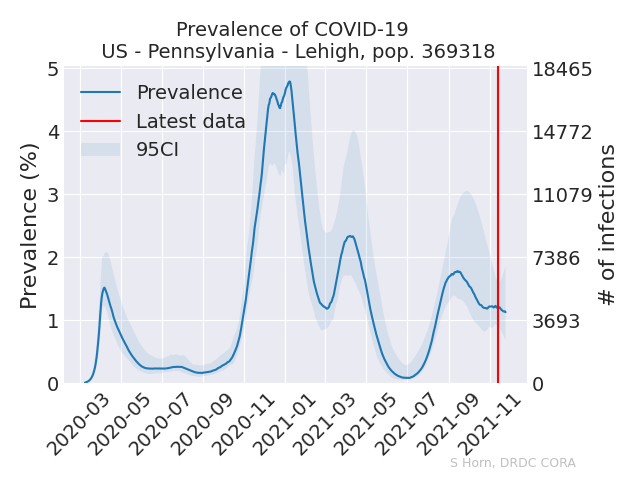 Prevalence of COVID-19
US - Pennsylvania - Lehigh, pop. 369318
Prevalence
Latest data
95CI
Prevalence (%)
5
4
3
2
1
0
18465
14772
11079
7386
3693
0
# of infections
2020-03
2020-05
2020-07
2020-09
2020-11
2021-01
2021-03
2021-05
2021-07
2021-09
2021-11
S Horn, DRDC CORA